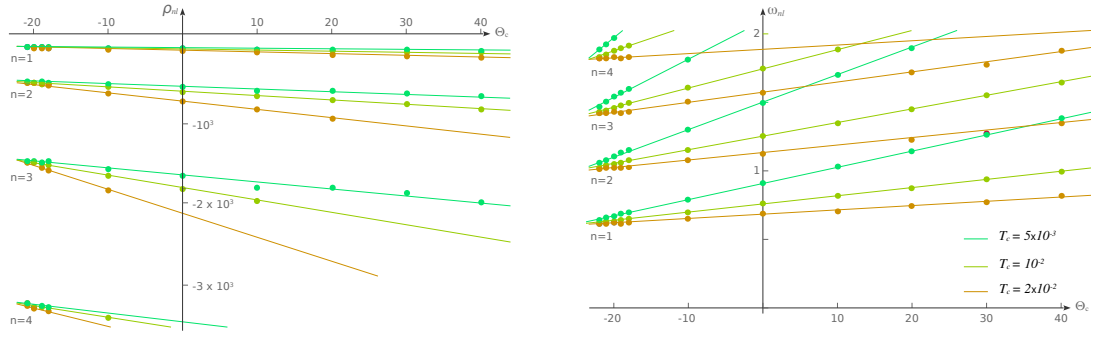 ρnl
-20 -10 0 10 20 30 40 Θc
n=1
n=2
-10³
n=3
-2 x 10³
-3 x 10³
n=4
ωnl
2
n=4
n=3
n=2
1
n=1
Tc = 5x10⁻³
Tc = 10⁻²
Tc = 2x10⁻²
-20 -10 0 10 20 30 40 Θc